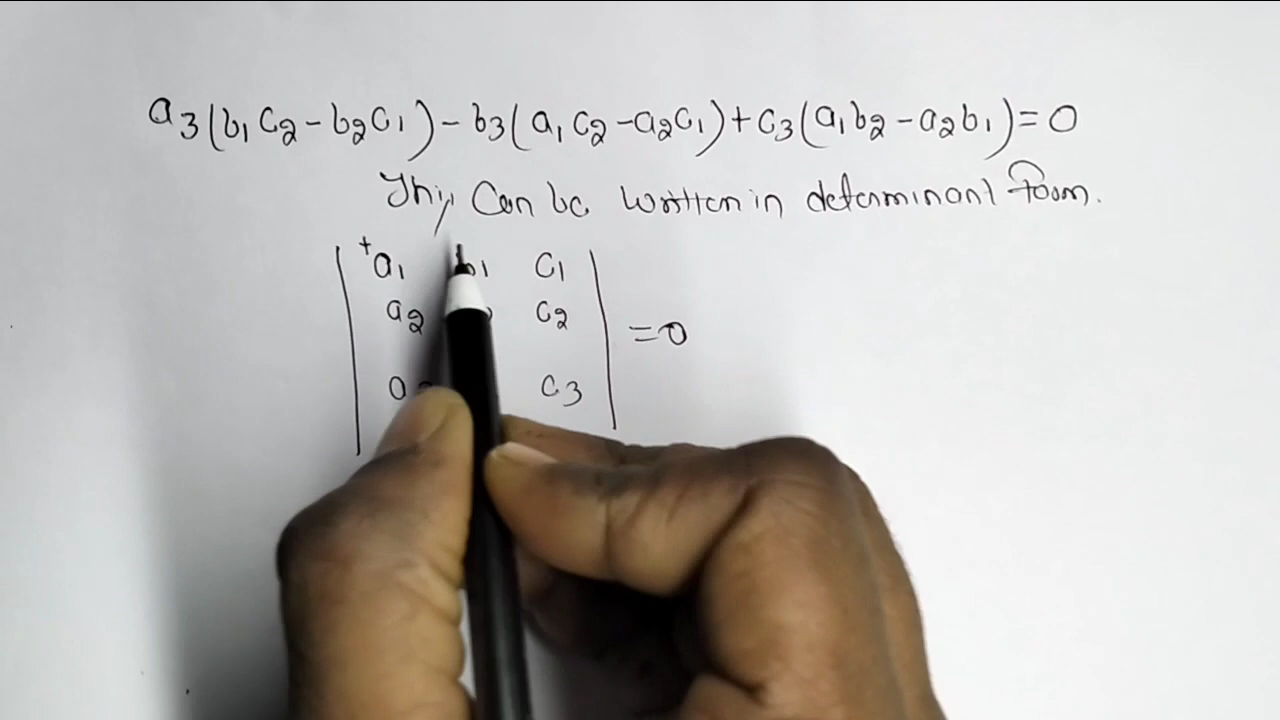 a₃(b₁c₂-b₂c₁)-b₃(a₁c₂-a₂c₁)+c₃(a₁b₂-a₂b₁)=0
This Can be written in determinant form.
+a₁ b₁ c₁
a₂ c₂
=0
a c₃